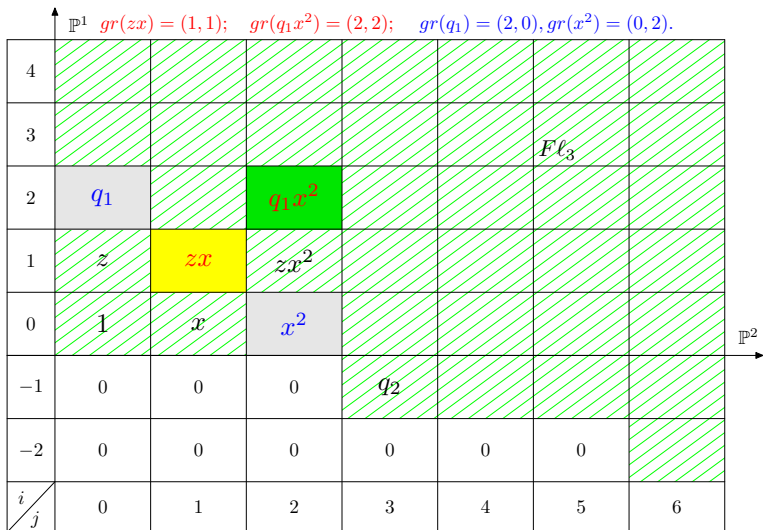 ℙ¹ gr(zx) = (1, 1); gr(q₁x²) = (2, 2); gr(q₁) = (2, 0), gr(x²) = (0, 2).
4
3 Fℓ₃
2 q₁ q₁x²
1 z zx zx²
0 1 x x²
ℙ²
−1 0 0 0 q₂
−2 0 0 0 0 0 0
i j 0 1 2 3 4 5 6